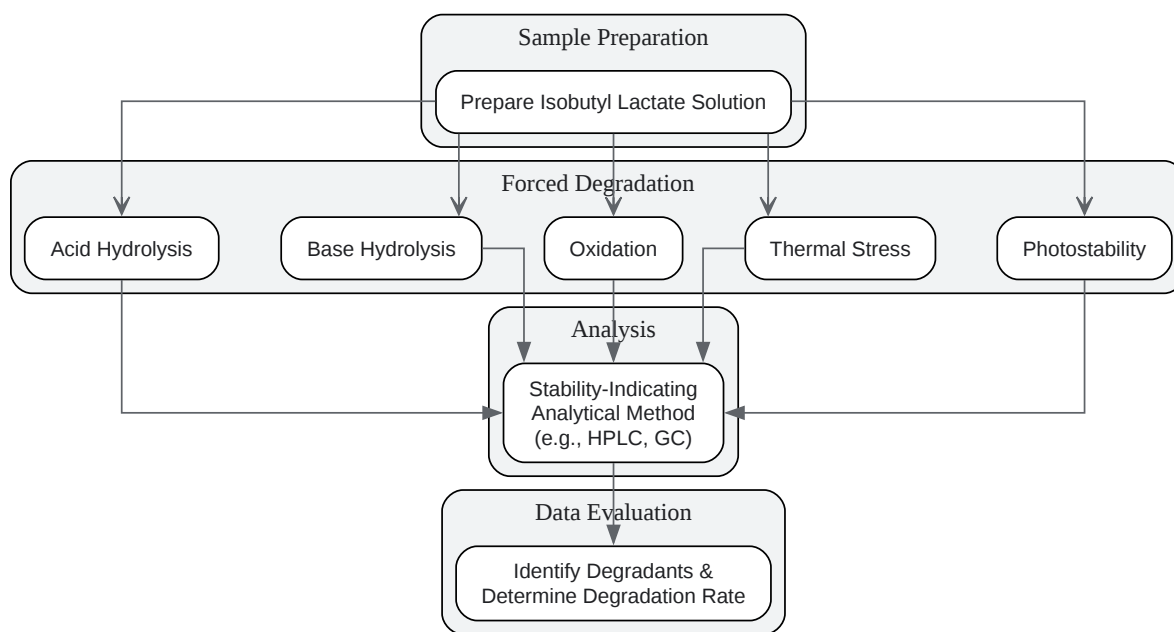 Sample Preparation
Prepare Isobutyl Lactate Solution
Forced Degradation
Acid Hydrolysis
Base Hydrolysis
Oxidation
Thermal Stress
Photostability
Analysis
Stability-Indicating
Analytical Method
(e.g., HPLC, GC)
Data Evaluation
Identify Degradants &
Determine Degradation Rate